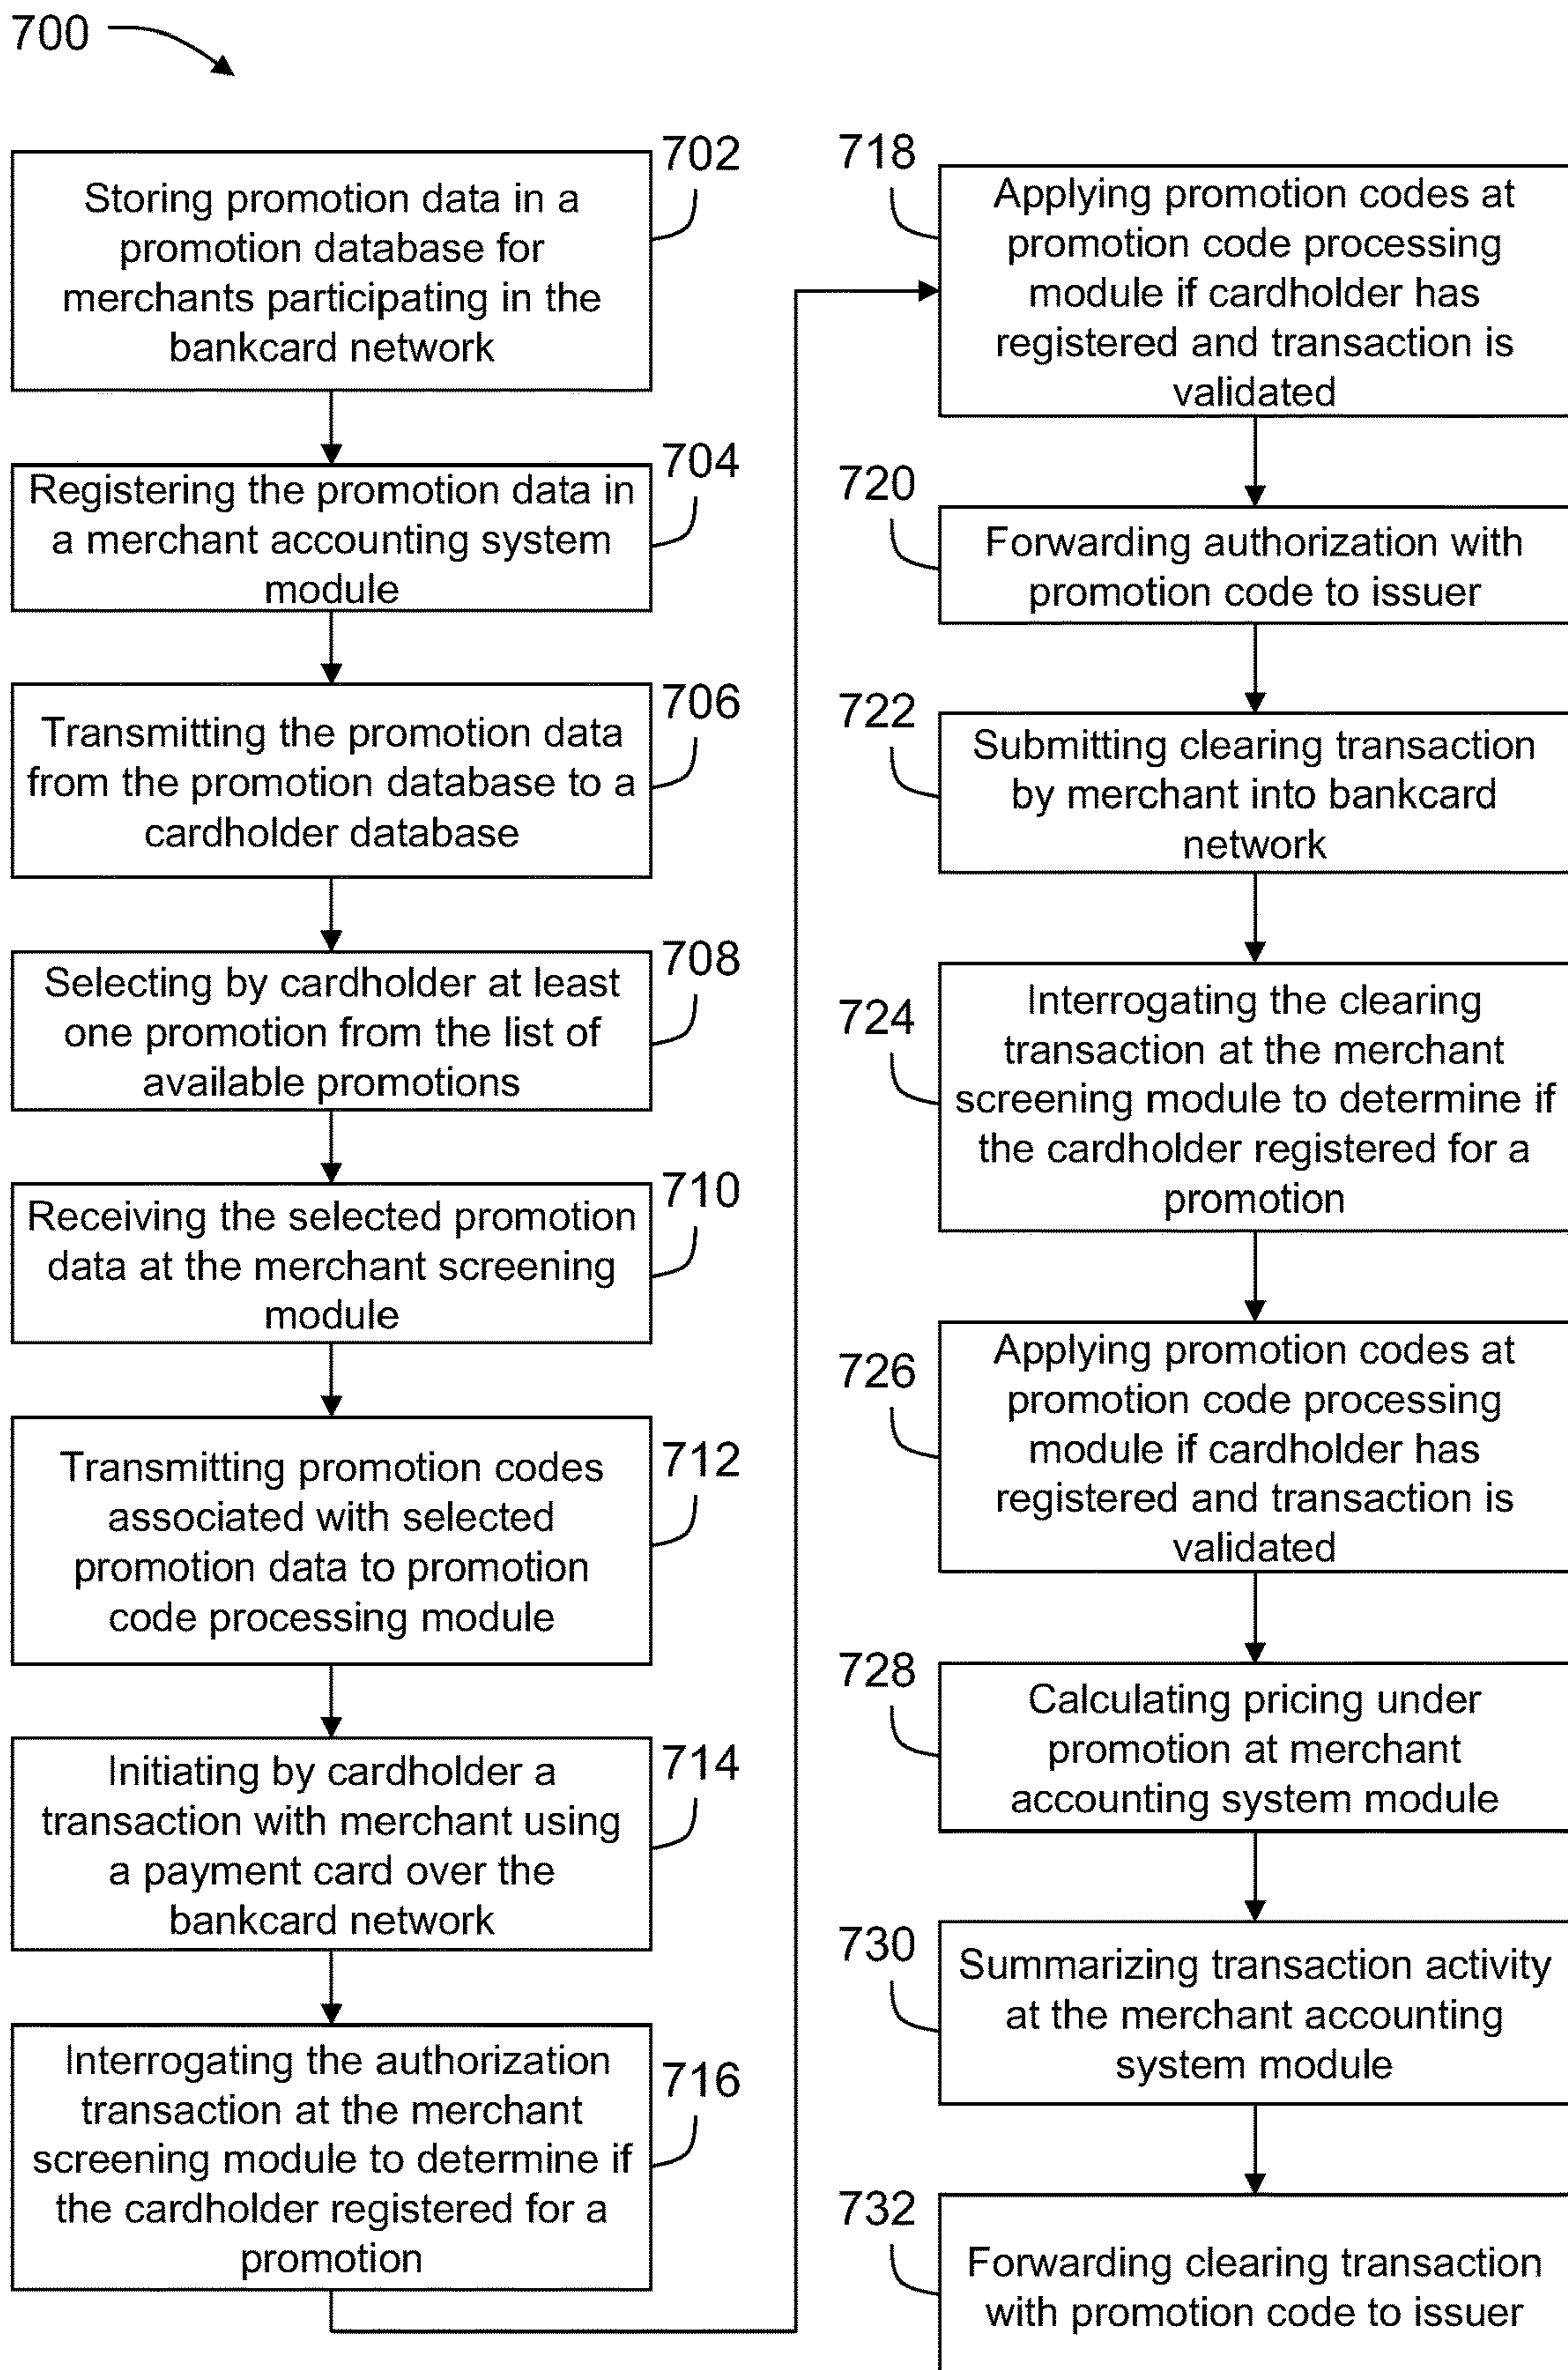 700
702
Storing promotion data in a
promotion database for
merchants participating in the
bankcard network
704
Registering the promotion data in
a merchant accounting system
module
706
Transmitting the promotion data
from the promotion database to a
cardholder database
708
Selecting by cardholder at least
one promotion from the list of
available promotions
710
Receiving the selected promotion
data at the merchant screening
module
712
Transmitting promotion codes
associated with selected
promotion data to promotion
code processing module
714
Initiating by cardholder a
transaction with merchant using
a payment card over the
bankcard network
716
Interrogating the authorization
transaction at the merchant
screening module to determine if
the cardholder registered for a
promotion
718
Applying promotion codes at
promotion code processing
module if cardholder has
registered and transaction is
validated
720
Forwarding authorization with
promotion code to issuer
722
Submitting clearing transaction
by merchant into bankcard
network
724
Interrogating the clearing
transaction at the merchant
screening module to determine if
the cardholder registered for a
promotion
726
Applying promotion codes at
promotion code processing
module if cardholder has
registered and transaction is
validated
728
Calculating pricing under
promotion at merchant
accounting system module
730
Summarizing transaction activity
at the merchant accounting
system module
732
Forwarding clearing transaction
with promotion code to issuer